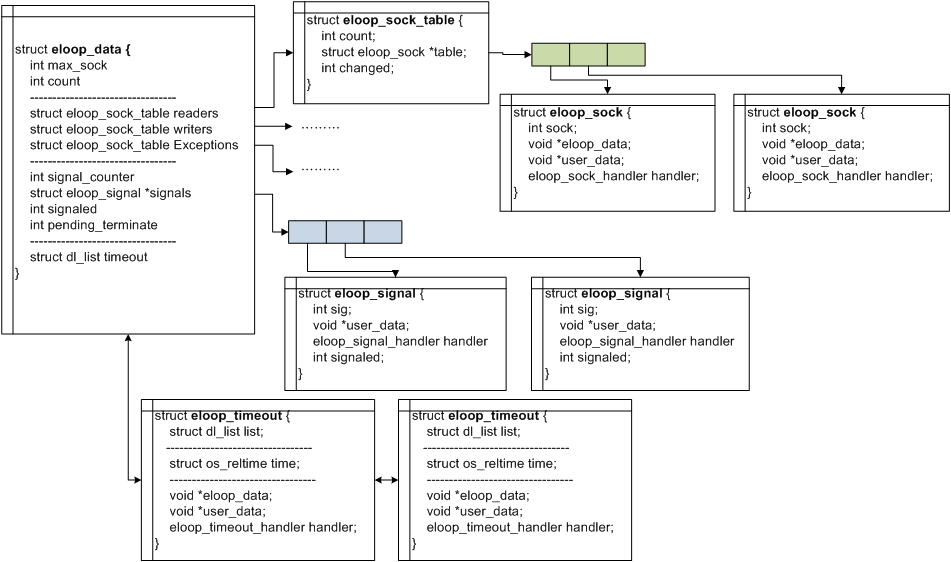 struct eloop_data {
int max_sock
int count
----------------------------------
struct eloop_sock_table readers
struct eloop_sock_table writers
struct eloop_sock_table Exceptions
----------------------------------
int signal_counter
struct eloop_signal *signals
int signaled
int pending_terminate
----------------------------------
struct dl_list timeout
}
struct eloop_sock_table {
int count;
struct eloop_sock *table;
int changed;
}
.........
.........
struct eloop_sock {
int sock;
void *eloop_data;
void *user_data;
eloop_sock_handler handler;
}
struct eloop_sock {
int sock;
void *eloop_data;
void *user_data;
eloop_sock_handler handler;
}
struct eloop_signal {
int sig;
void *user_data;
eloop_signal_handler handler
int signaled;
}
struct eloop_signal {
int sig;
void *user_data;
eloop_signal_handler handler
int signaled;
}
struct eloop_timeout {
struct dl_list list;
----------------------------------
struct os_reltime time;
----------------------------------
void *eloop_data;
void *user_data;
eloop_timeout_handler handler;
}
struct eloop_timeout {
struct dl_list list;
----------------------------------
struct os_reltime time;
----------------------------------
void *eloop_data;
void *user_data;
eloop_timeout_handler handler;
}